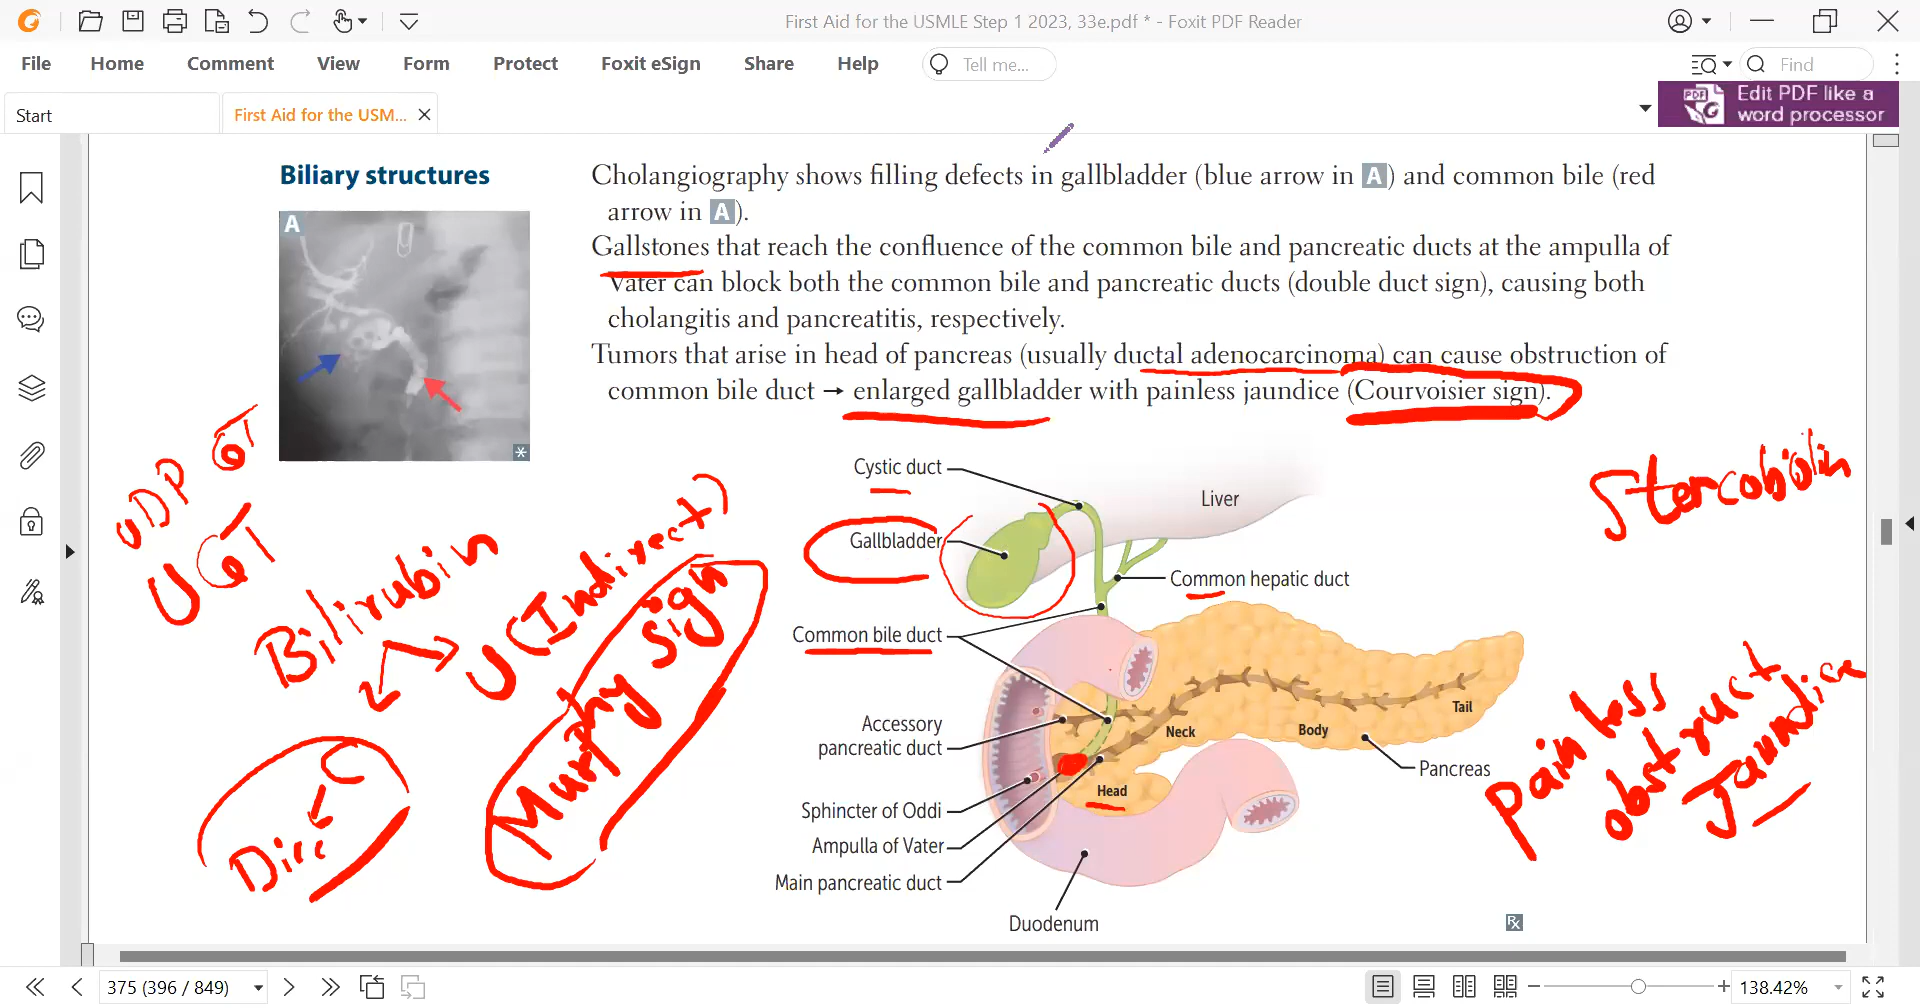 First Aid for the USMLE Step 1 2023, 33e.pdf * - Foxit PDF Reader
File Home Comment View Form Protect Foxit eSign Share Help Tell me... Find
Start First Aid for the USM... Edit PDF like a
word processor
Biliary structures
A
Cholangiography shows filling defects in gallbladder (blue arrow in A) and common bile (red
arrow in A).
Gallstones that reach the confluence of the common bile and pancreatic ducts at the ampulla of
Vater can block both the common bile and pancreatic ducts (double duct sign), causing both
cholangitis and pancreatitis, respectively.
Tumors that arise in head of pancreas (usually ductal adenocarcinoma) can cause obstruction of
common bile duct → enlarged gallbladder with painless jaundice (Courvoisier sign).
UDP GT
UGT
Bilirubin
U (Indirect)
C
Dire
Murphy sign
Stercobilin
Painless
obstruct
Jaundice
Cystic duct
Liver
Gallbladder
Common hepatic duct
Common bile duct
Accessory
pancreatic duct
Tail
Neck
Body
Pancreas
Head
Sphincter of Oddi
Ampulla of Vater
Main pancreatic duct
Duodenum
Rx
375 (396 / 849) 138.42%